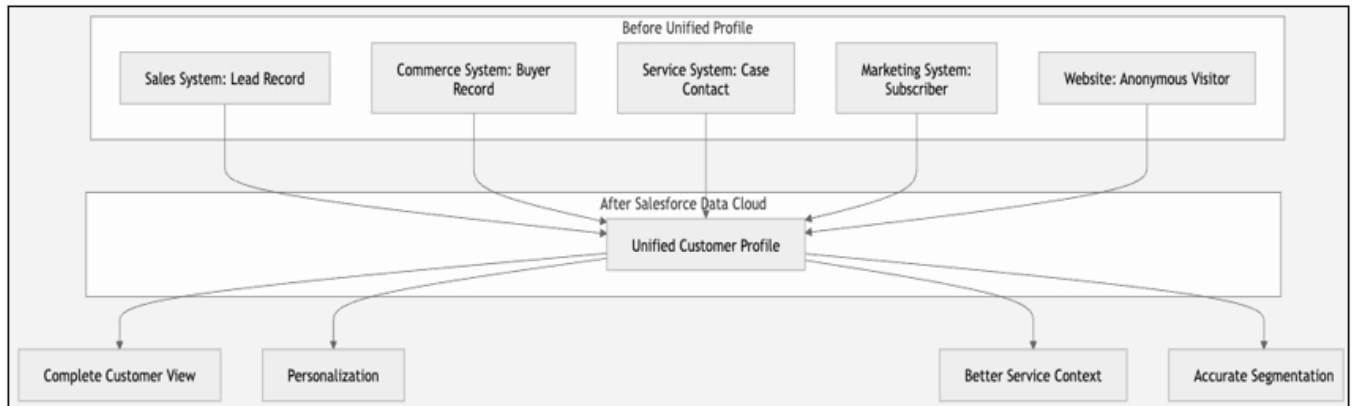 Before Unified Profile
Sales System: Lead Record
Commerce System: Buyer
Record
Service System: Case
Contact
Marketing System:
Subscriber
Website: Anonymous Visitor
After Salesforce Data Cloud
Unified Customer Profile
Complete Customer View
Personalization
Better Service Context
Accurate Segmentation